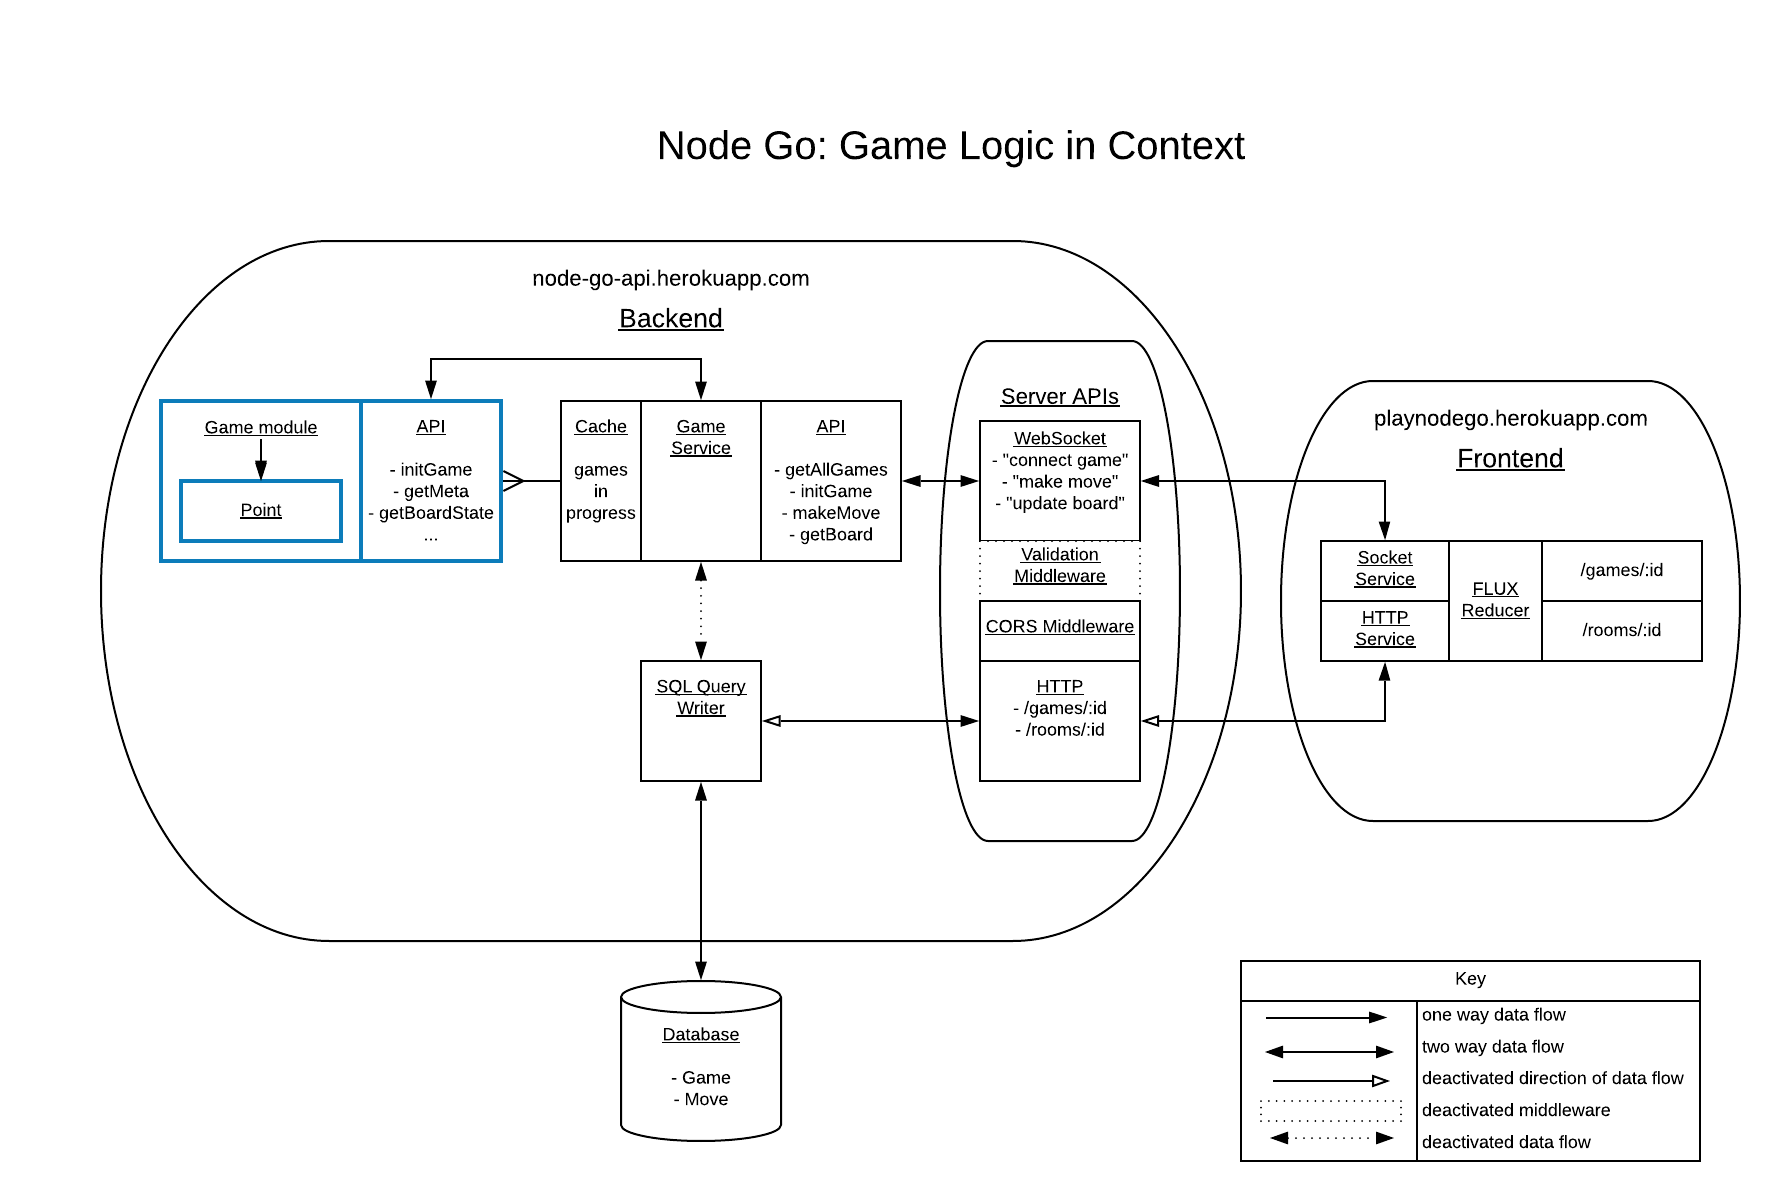 Node Go: Game Logic in Context
node-go-api.herokuapp.com
Backend
Game module
Point
API
- initGame
- getMeta
- getBoardState
...
Cache
games
in
progress
Game
Service
API
- getAllGames
- initGame
- makeMove
- getBoard
SQL Query
Writer
Database
- Game
- Move
Server APIs
WebSocket
- "connect game"
- "make move"
- "update board"
Validation
Middleware
CORS Middleware
HTTP
- /games/:id
- /rooms/:id
playnodego.herokuapp.com
Frontend
Socket
Service
HTTP
Service
FLUX
Reducer
/games/:id
/rooms/:id
Key
one way data flow
two way data flow
deactivated direction of data flow
deactivated middleware
deactivated data flow